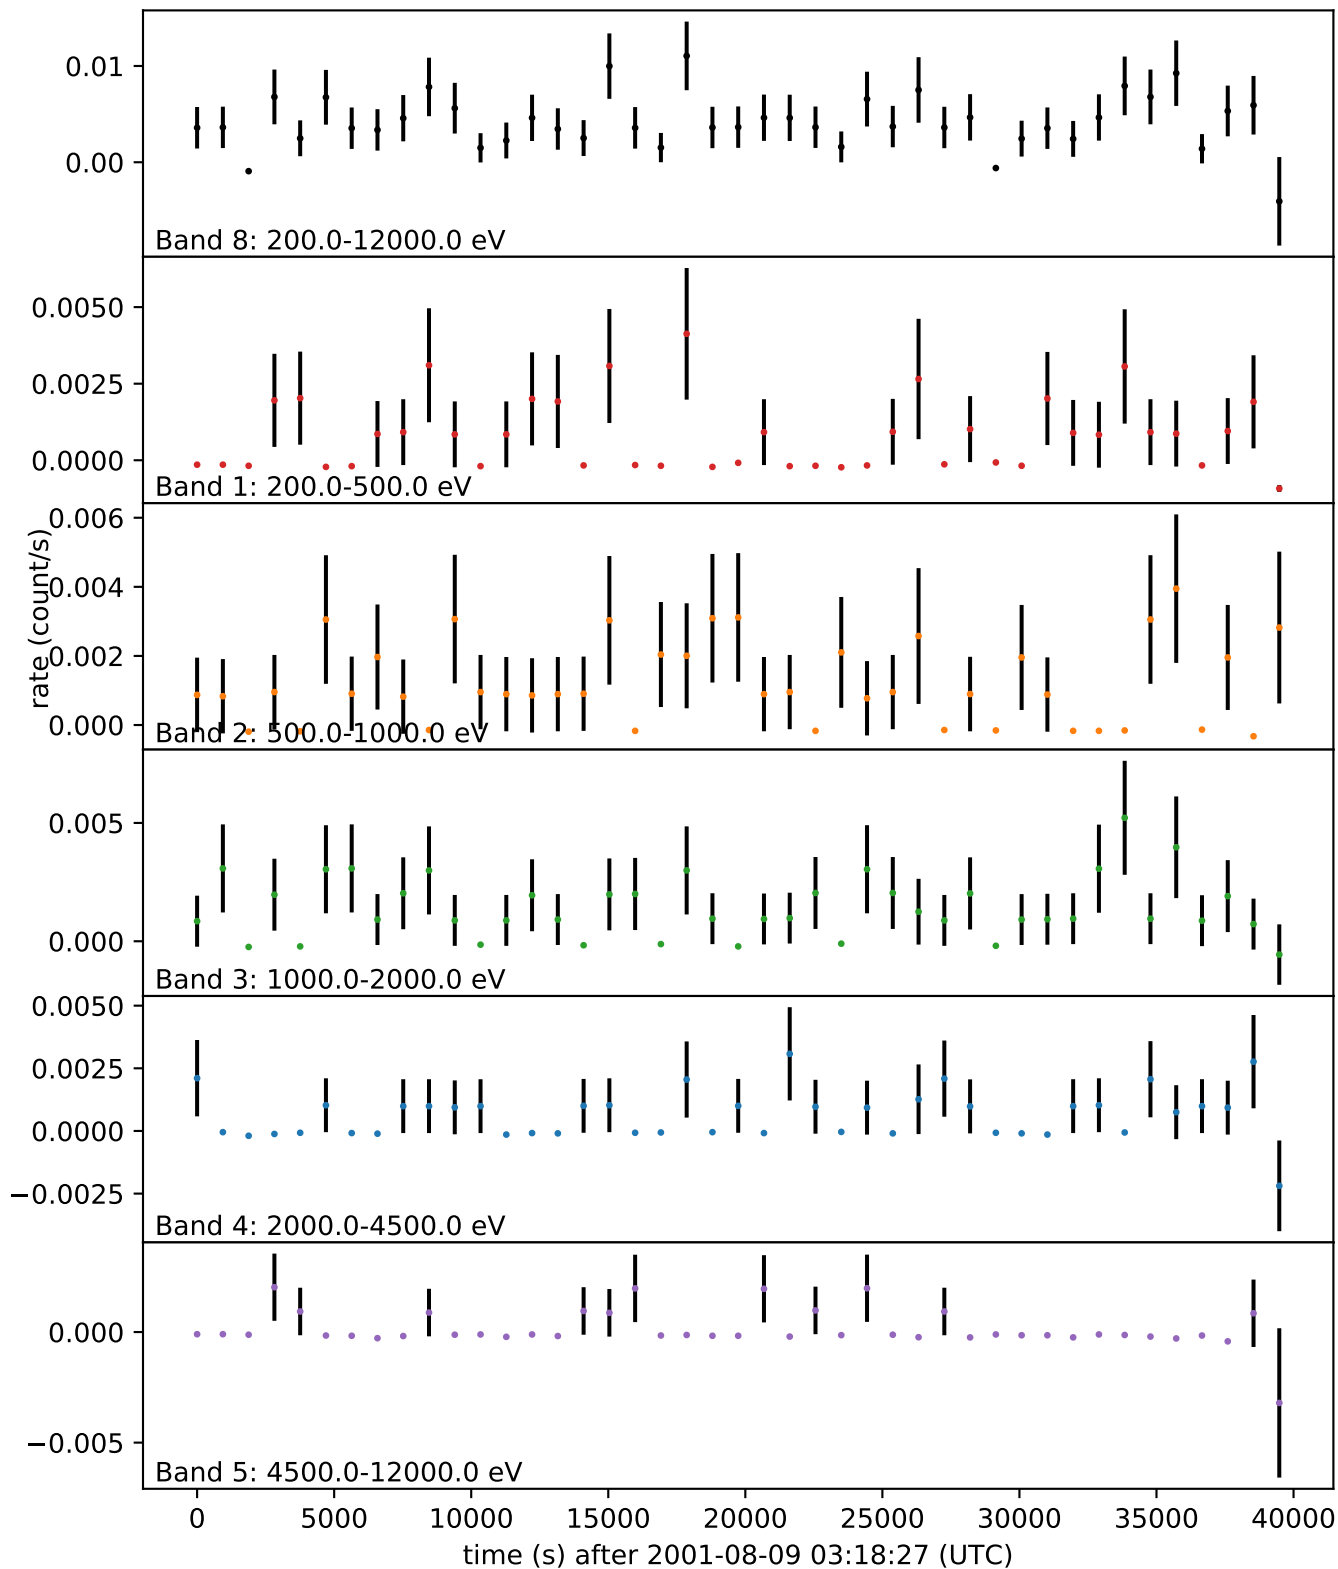 0.01
0.00
Band 8: 200.0-12000.0 eV
0.0050
0.0025
0.0000
Band 1: 200.0-500.0 eV
rate (count/s)
0.006
0.004
0.002
0.000
Band 2: 500.0-1000.0 eV
0.005
0.000
Band 3: 1000.0-2000.0 eV
0.0050
0.0025
0.0000
−0.0025
Band 4: 2000.0-4500.0 eV
0.000
−0.005
Band 5: 4500.0-12000.0 eV
0 5000 10000 15000 20000 25000 30000 35000 40000
time (s) after 2001-08-09 03:18:27 (UTC)